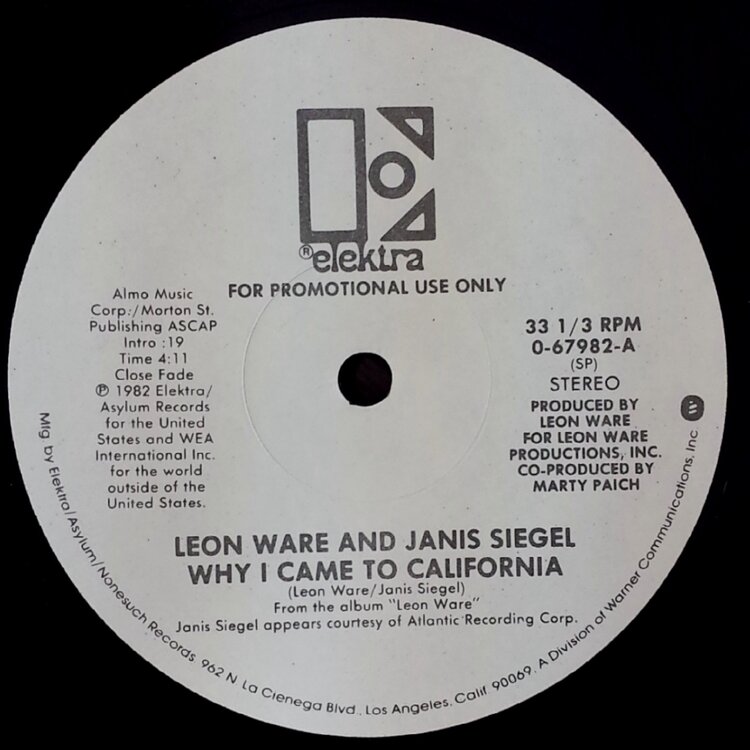 ® elektra
FOR PROMOTIONAL USE ONLY
Almo Music
Corp./Morton St.
Publishing ASCAP
Intro :19
Time 4:11
Close Fade
℗ 1982 Elektra/
Asylum Records
for the United
States and WEA
International Inc.
for the world
outside of the
United States.
33 1/3 RPM
0-67982-A
(SP)
STEREO
PRODUCED BY
LEON WARE
FOR LEON WARE
PRODUCTIONS, INC.
CO-PRODUCED BY
MARTY PAICH
LEON WARE AND JANIS SIEGEL
WHY I CAME TO CALIFORNIA
(Leon Ware/Janis Siegel)
From the album "Leon Ware"
Janis Siegel appears courtesy of Atlantic Recording Corp.
Mfg. by Elektra/Asylum/Nonesuch Records 962 N. La Cienega Blvd., Los Angeles, Calif. 90069. A Division of Warner Communications, Inc.